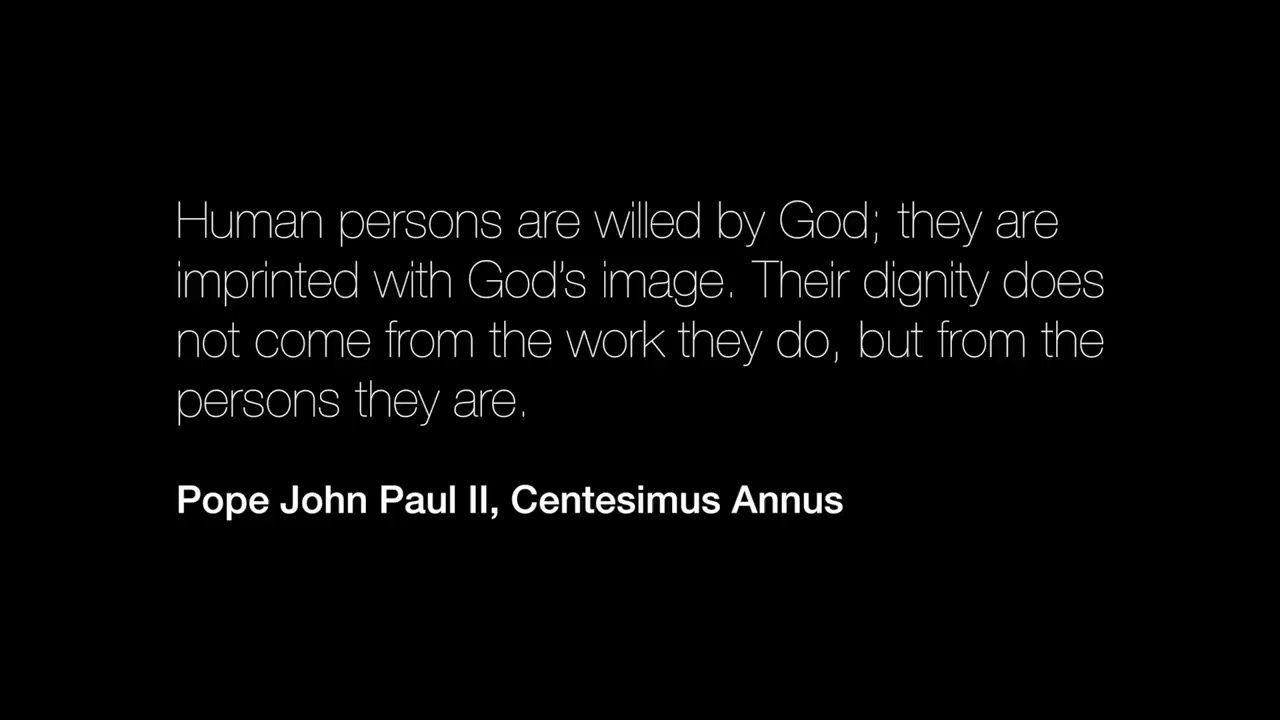 Human persons are willed by God; they are
imprinted with God’s image. Their dignity does
not come from the work they do, but from the
persons they are.
Pope John Paul II, Centesimus Annus